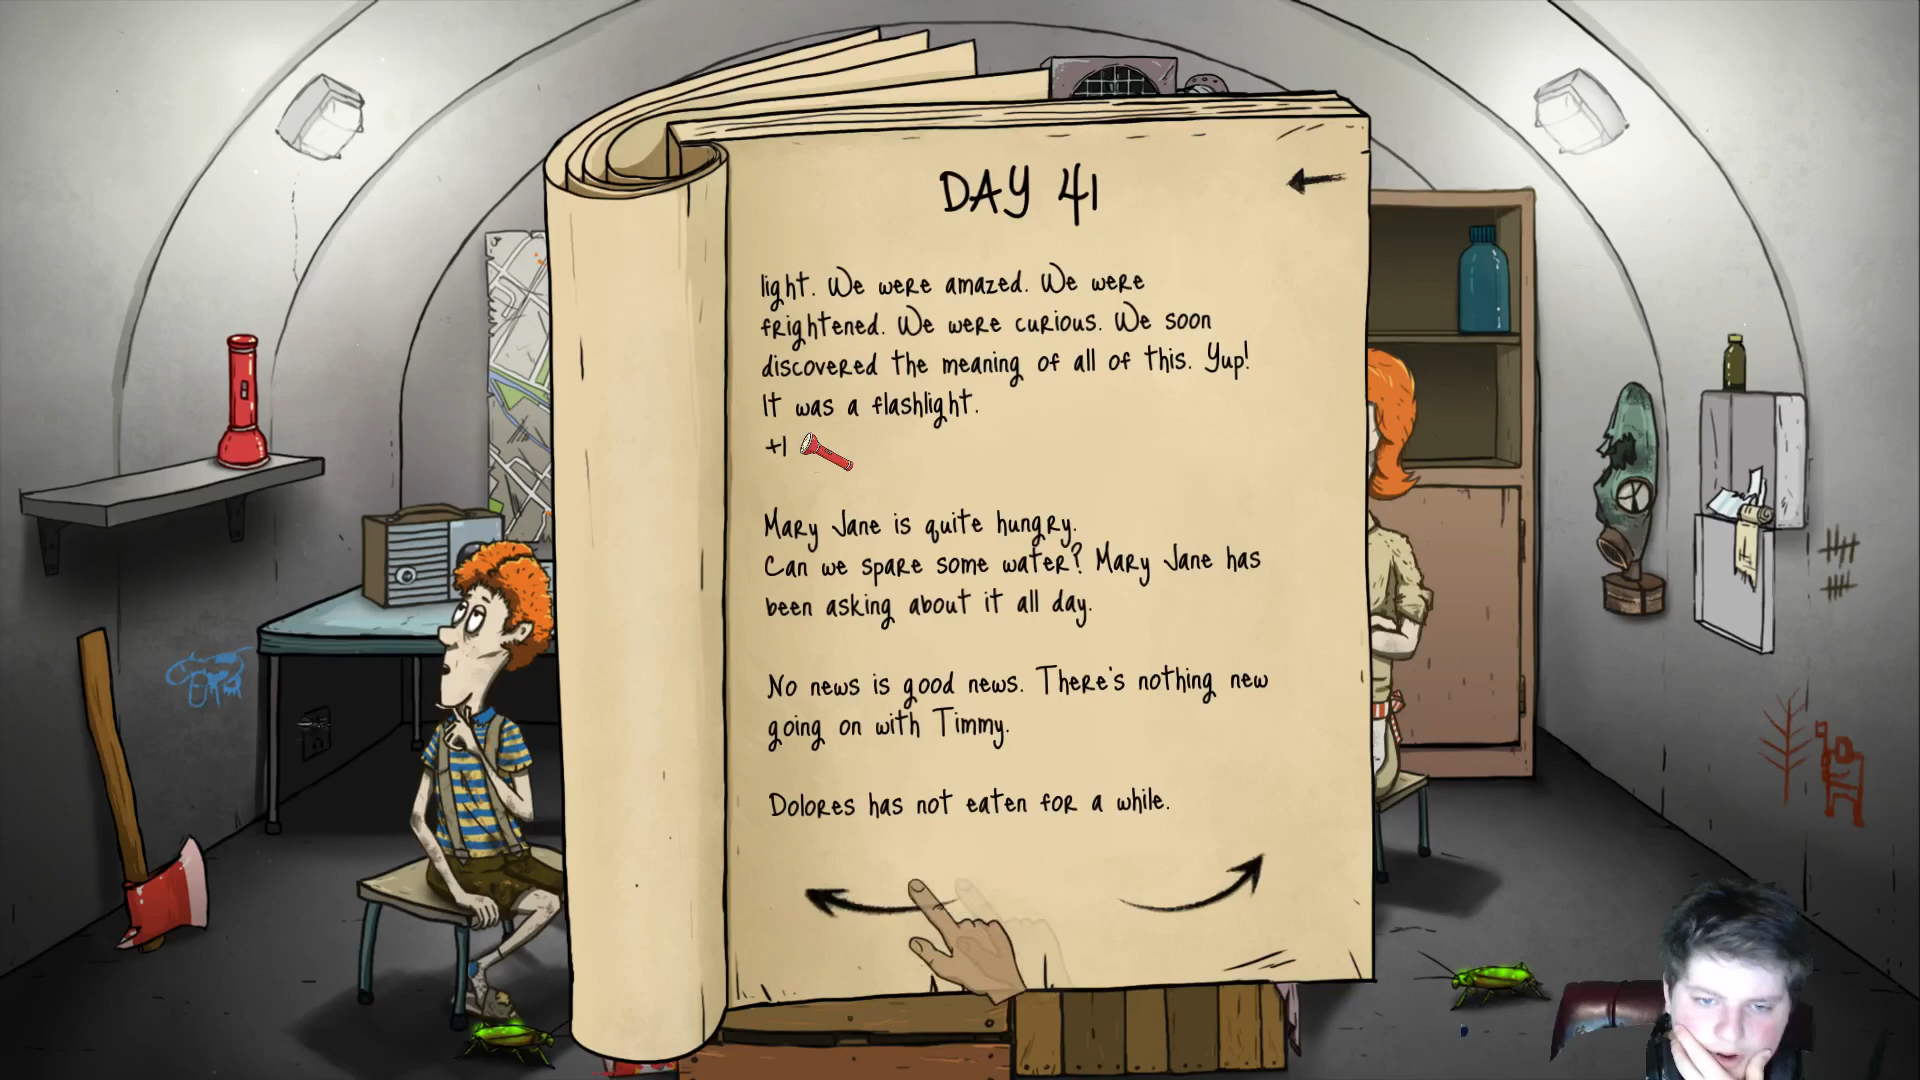 DAY 41
light. We were amazed. We were
frightened. We were curious. We soon
discovered the meaning of all of this. Yup!
It was a flashlight.
+1
Mary Jane is quite hungry.
Can we spare some water? Mary Jane has
been asking about it all day.
No news is good news. There's nothing new
going on with Timmy.
Dolores has not eaten for a while.